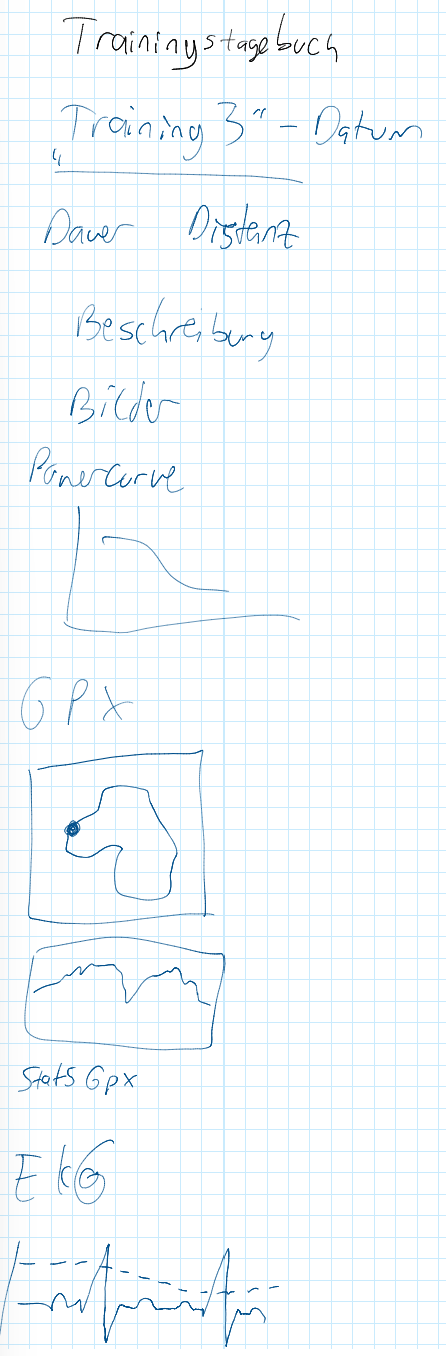 Trainingstagebuch
„Training 3“ - Datum
Dauer Distanz
Beschreibung
Bilder
PowerCurve
GPX
Stats Gpx
EKG